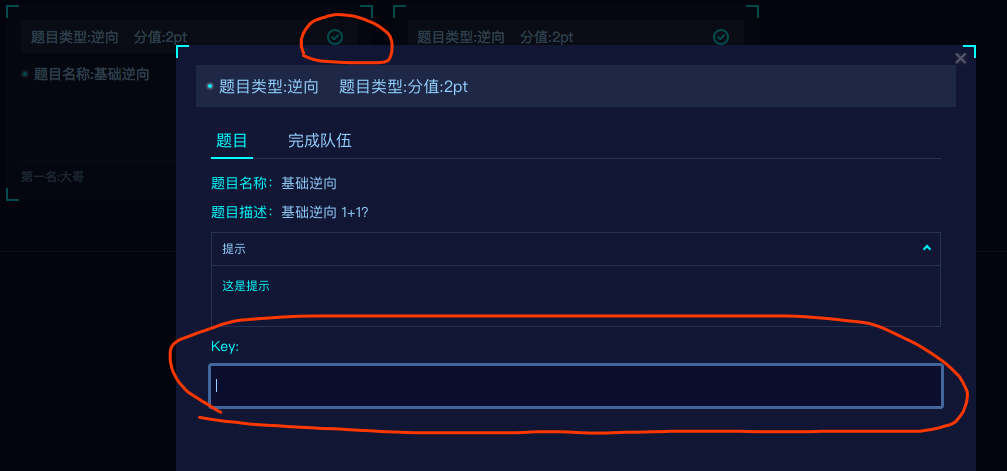 题目类型:逆向 分值:2pt
题目类型:逆向 分值:2pt
题目名称:基础逆向
第一名:大哥
题目类型:逆向 题目类型:分值:2pt
题目 完成队伍
题目名称: 基础逆向
题目描述: 基础逆向 1+1?
提示
这是提示
Key: